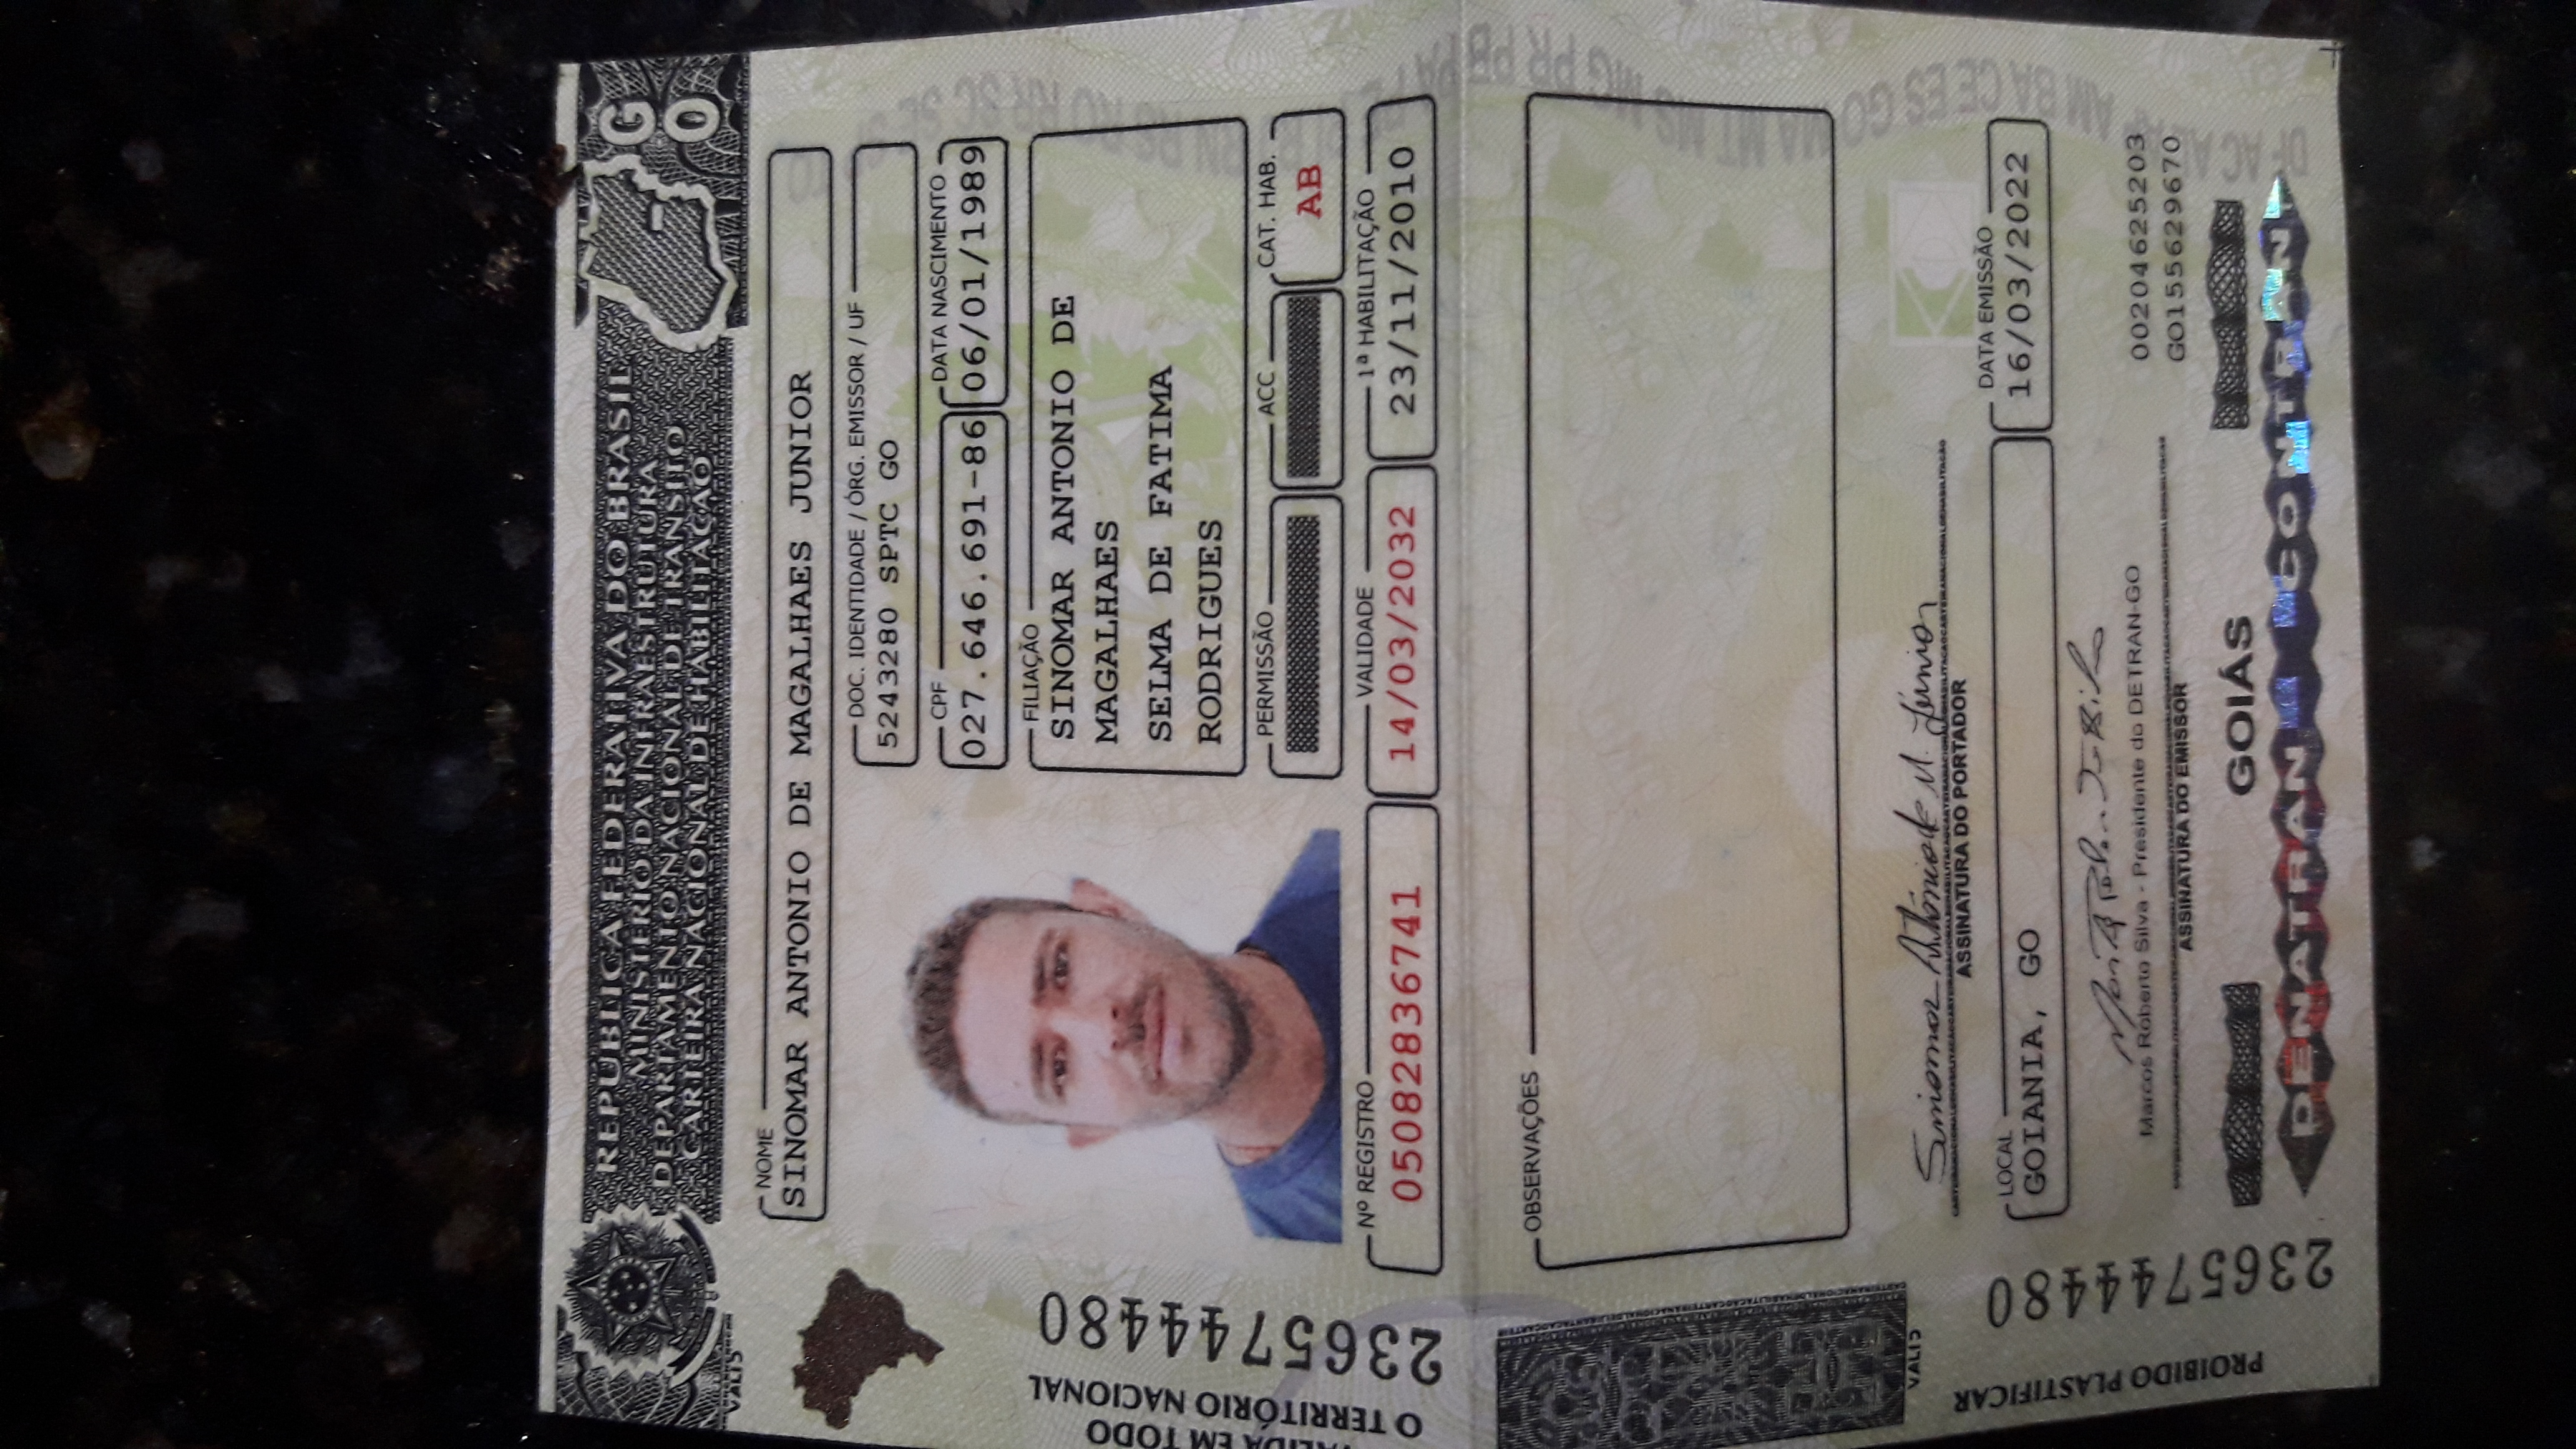 REPÚBLICA FEDERATIVA DO BRASIL
MINISTÉRIO DA INFRAESTRUTURA
DEPARTAMENTO NACIONAL DE TRÂNSITO
CARTEIRA NACIONAL DE HABILITAÇÃO
GO
NOME
SINOMAR ANTONIO DE MAGALHAES JUNIOR
DOC. IDENTIDADE / ÓRG. EMISSOR / UF
5243280 SPTC GO
CPF
027.646.691-86
DATA NASCIMENTO
06/01/1989
FILIAÇÃO
SINOMAR ANTONIO DE
MAGALHAES
SELMA DE FATIMA
RODRIGUES
PERMISSÃO
ACC
CAT. HAB.
AB
Nº REGISTRO
05082836741
VALIDADE
14/03/2032
1ª HABILITAÇÃO
23/11/2010
VÁLIDA EM TODO
O TERRITÓRIO NACIONAL
2365744480
OBSERVAÇÕES
Sinomar Antônio de M. Júnior
ASSINATURA DO PORTADOR
LOCAL
GOIANIA, GO
DATA EMISSÃO
16/03/2022
Marcos Roberto Silva - Presidente do DETRAN-GO
ASSINATURA DO EMISSOR
00204625203
GO155629670
PROIBIDO PLASTIFICAR
2365744480
GOIÁS
DENATRAN CONTRAN